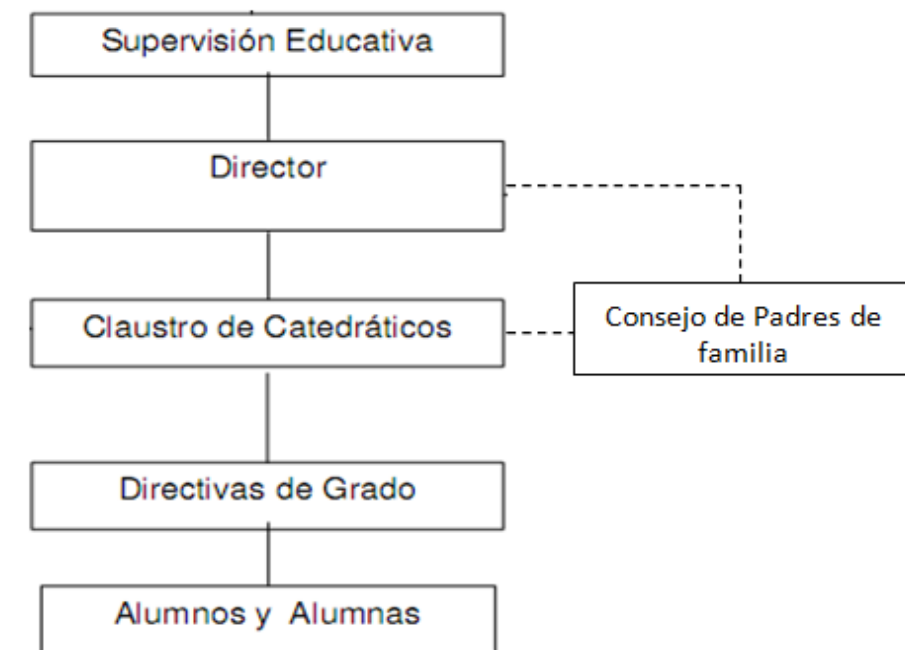 Supervisión Educativa
Director
Claustro de Catedráticos
Consejo de Padres de
familia
Directivas de Grado
Alumnos y Alumnas